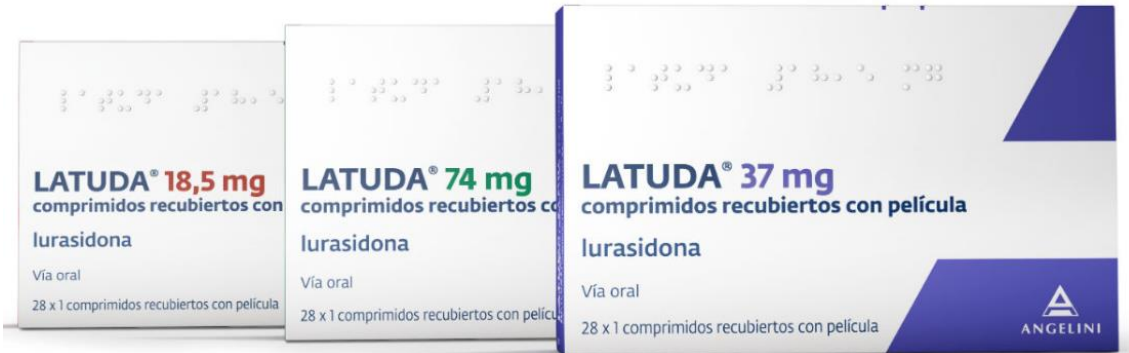 LATUDA® 18,5 mg
comprimidos recubiertos con
lurasidona
Vía oral
28 x 1 comprimidos recubiertos con película
LATUDA® 74 mg
comprimidos recubiertos
lurasidona
Vía oral
28 x 1 comprimidos recubiertos con
LATUDA® 37 mg
comprimidos recubiertos con película
lurasidona
Vía oral
28 x 1 comprimidos recubiertos con película
ANGELINI